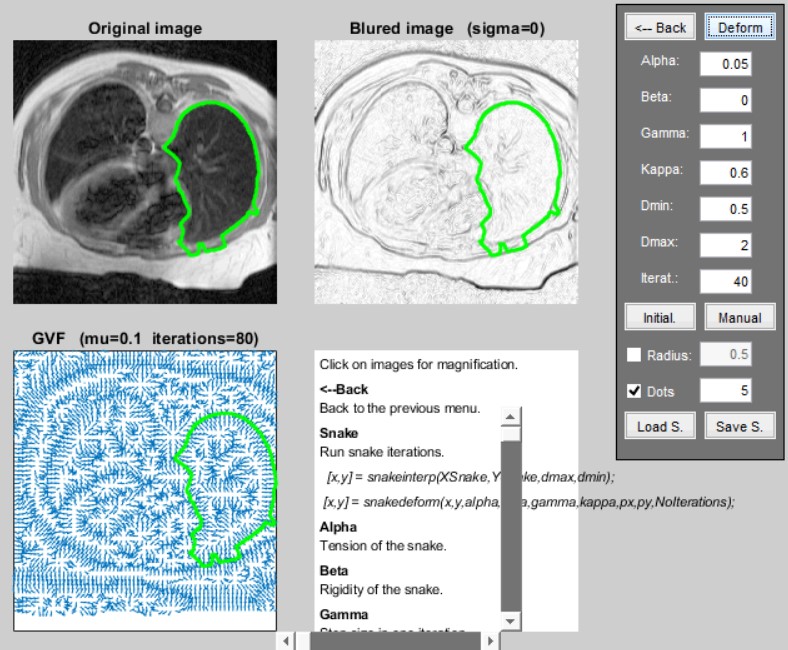 Original image
Blured image (sigma=0)
<-- Back
Deform
Alpha:
0.05
Beta:
0
Gamma:
1
Kappa:
0.6
Dmin:
0.5
Dmax:
2
Iterat.:
40
Initial.
Manual
Radius:
0.5
Dots
5
Load S.
Save S.
GVF (mu=0.1 iterations=80)
Click on images for magnification.
<--Back
Back to the previous menu.
Snake
Run snake iterations.
[x,y] = snakeinterp(XSnake,Y ke,dmax,dmin);
[x,y] = snakedeform(x,y,alpha, a,gamma,kappa,px,py,NoIterations);
Alpha
Tension of the snake.
Beta
Rigidity of the snake.
Gamma